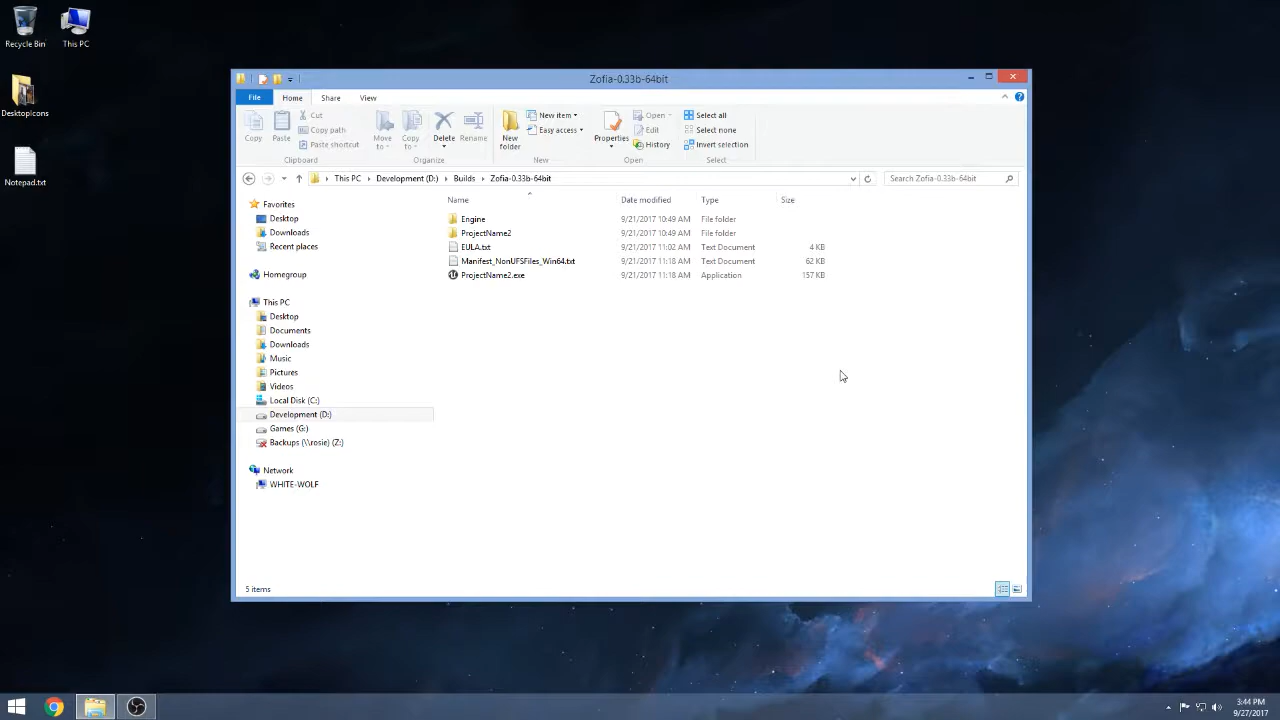 Recycle Bin
This PC
DesktopIcons
Notepad.txt
Zofia-0.33b-64bit
File Home Share View
Copy
Paste
Cut
Copy path
Paste shortcut
Clipboard
Move to
Copy to
Delete
Rename
Organize
New folder
New item
Easy access
New
Properties
Open
Edit
History
Open
Select all
Select none
Invert selection
Select
This PC Development (D:) Builds Zofia-0.33b-64bit
Search Zofia-0.33b-64bit
Favorites
Desktop
Downloads
Recent places
Homegroup
This PC
Desktop
Documents
Downloads
Music
Pictures
Videos
Local Disk (C:)
Development (D:)
Games (G:)
Backups (\\rosie) (Z:)
Network
WHITE-WOLF
Name Date modified Type Size
Engine 9/21/2017 10:49 AM File folder
ProjectName2 9/21/2017 10:49 AM File folder
EULA.txt 9/21/2017 11:02 AM Text Document 4 KB
Manifest_NonUFSFiles_Win64.txt 9/21/2017 11:18 AM Text Document 62 KB
ProjectName2.exe 9/21/2017 11:18 AM Application 157 KB
5 items
3:44 PM
9/27/2017